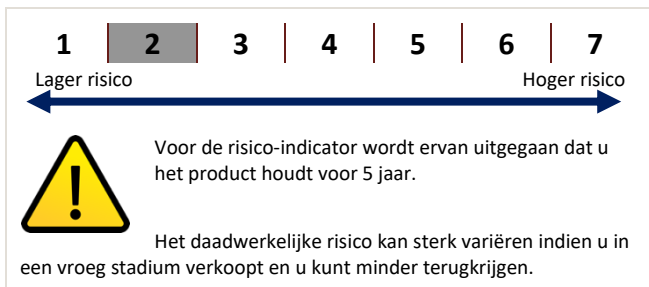 1 2 3 4 5 6 7
Lager risico Hoger risico
Voor de risico-indicator wordt ervan uitgegaan dat u
het product houdt voor 5 jaar.
Het daadwerkelijke risico kan sterk variëren indien u in
een vroeg stadium verkoopt en u kunt minder terugkrijgen.